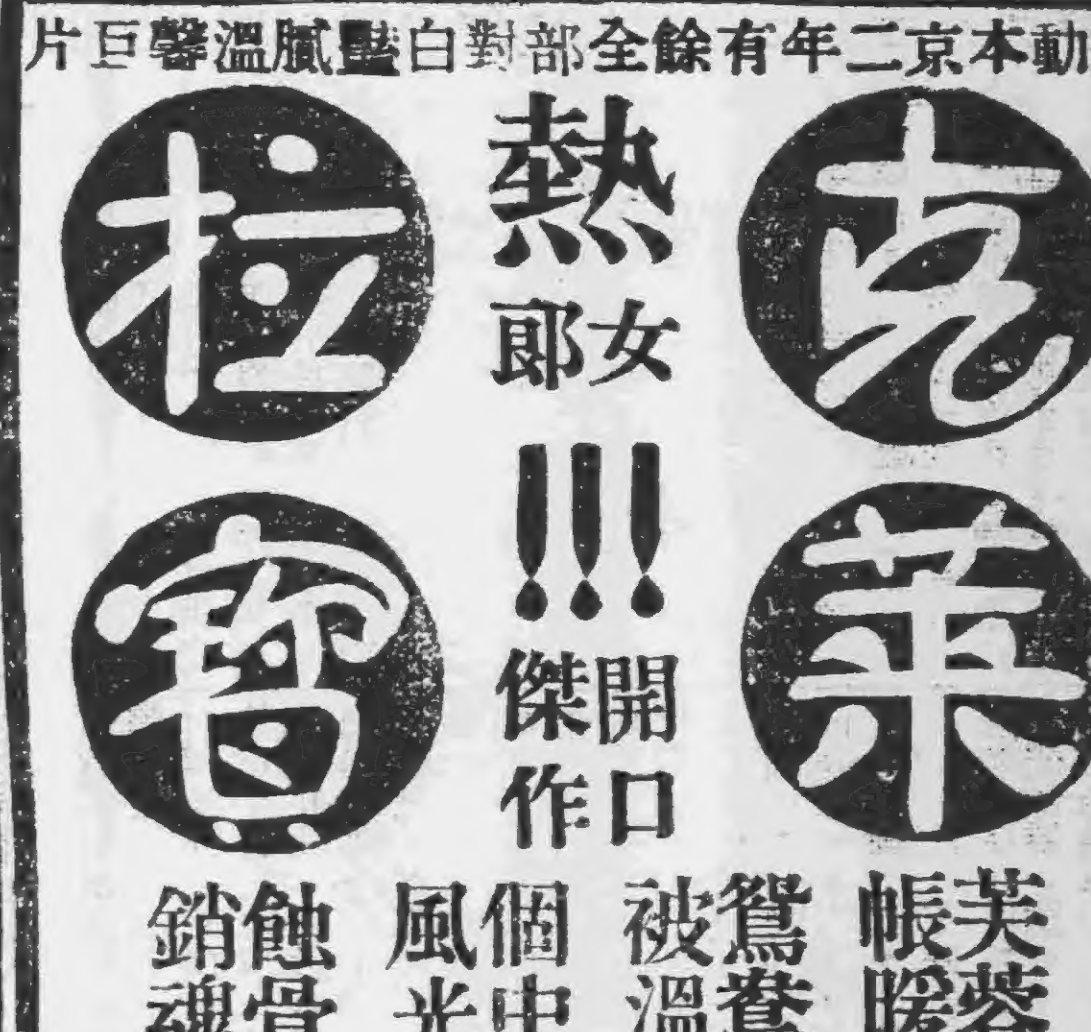 動本京二年有餘全部對白豔膩溫馨巨片
克萊
拉寶
熱
女郎
!!!
開口
傑作
芙蓉
帳暖
鴛鴦
被溫
個中
風光
蝕骨
銷魂